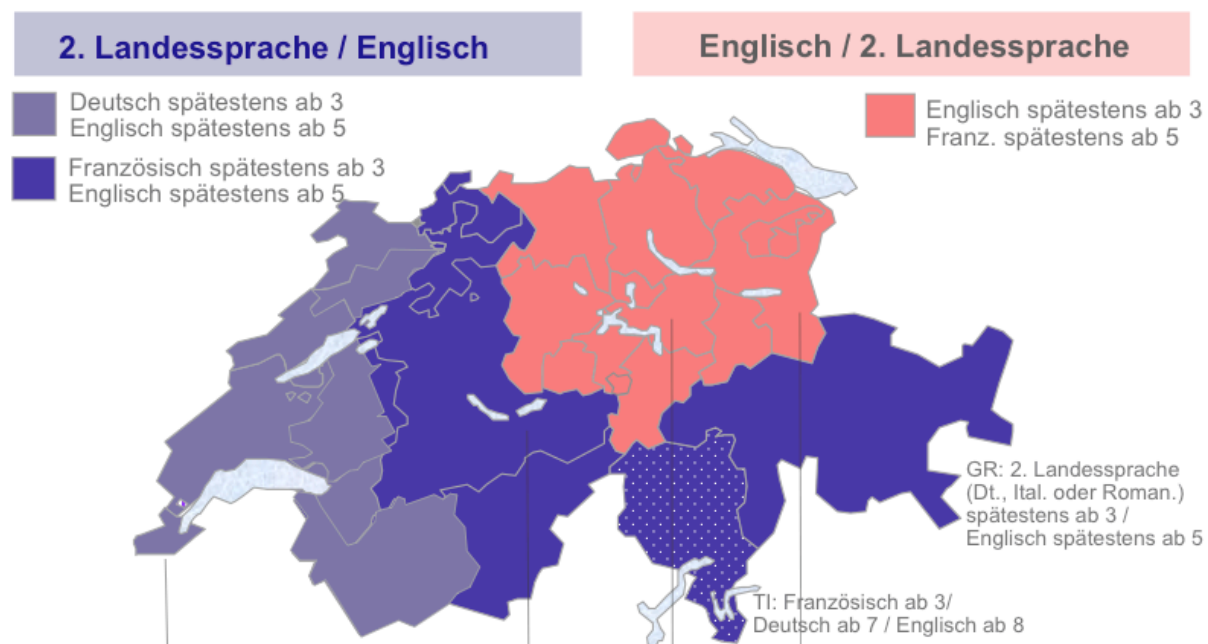 2. Landessprache / Englisch
Englisch / 2. Landessprache
Deutsch spätestens ab 3
Englisch spätestens ab 5
Französisch spätestens ab 3
Englisch spätestens ab 5
Englisch spätestens ab 3
Franz. spätestens ab 5
GR: 2. Landessprache
(Dt., Ital. oder Roman.)
spätestens ab 3 /
Englisch spätestens ab 5
TI: Französisch ab 3/
Deutsch ab 7 / Englisch ab 8